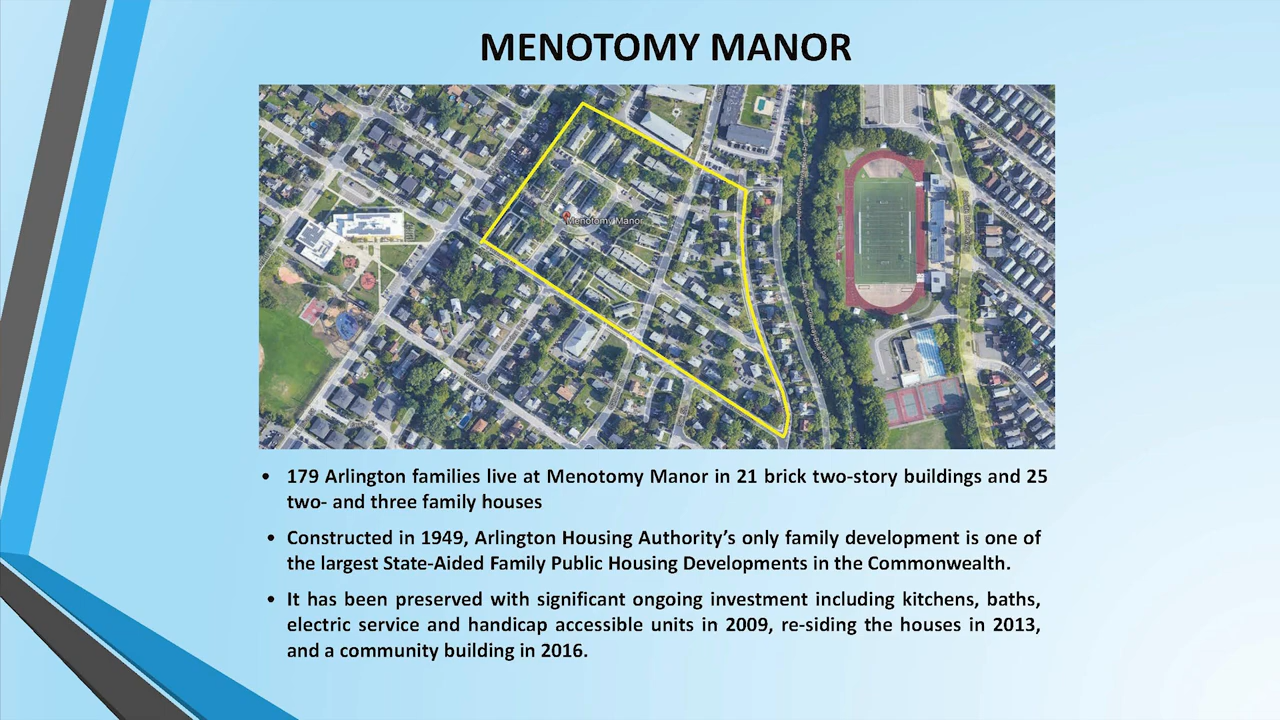 MENOTOMY MANOR
Menotomy Manor
• 179 Arlington families live at Menotomy Manor in 21 brick two-story buildings and 25
two- and three family houses
• Constructed in 1949, Arlington Housing Authority’s only family development is one of
the largest State-Aided Family Public Housing Developments in the Commonwealth.
• It has been preserved with significant ongoing investment including kitchens, baths,
electric service and handicap accessible units in 2009, re-siding the houses in 2013,
and a community building in 2016.